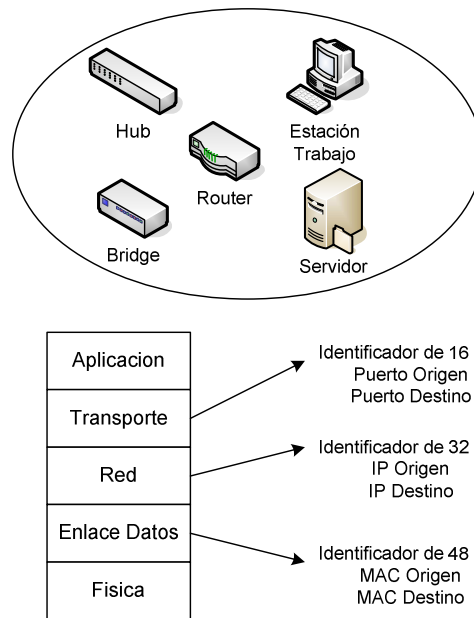 Hub
Estación
Trabajo
Router
Bridge
Servidor
Aplicacion
Transporte
Red
Enlace Datos
Fisica
Identificador de 16
Puerto Origen
Puerto Destino
Identificador de 32
IP Origen
IP Destino
Identificador de 48
MAC Origen
MAC Destino